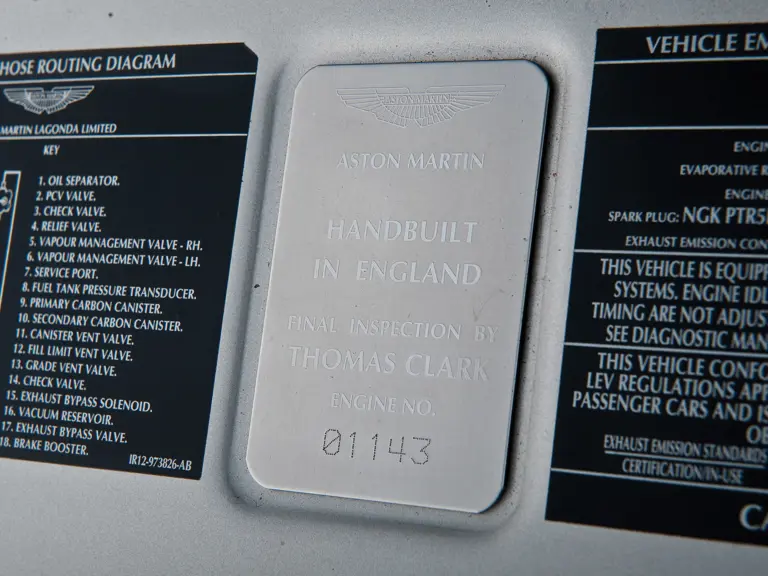 HOSE ROUTING DIAGRAM
MARTIN LAGONDA LIMITED
KEY
1. OIL SEPARATOR.
2. PCV VALVE.
3. CHECK VALVE.
4. RELIEF VALVE.
5. VAPOUR MANAGEMENT VALVE - RH.
6. VAPOUR MANAGEMENT VALVE - LH.
7. SERVICE PORT.
8. FUEL TANK PRESSURE TRANSDUCER.
9. PRIMARY CARBON CANISTER.
10. SECONDARY CARBON CANISTER.
11. CANISTER VENT VALVE.
12. FILL LIMIT VENT VALVE.
13. GRADE VENT VALVE.
14. CHECK VALVE.
15. EXHAUST BYPASS SOLENOID.
16. VACUUM RESERVOIR.
17. EXHAUST BYPASS VALVE.
18. BRAKE BOOSTER.
IR12-973826-AB
ASTON MARTIN
ASTON MARTIN
HANDBUILT
IN ENGLAND
FINAL INSPECTION BY
THOMAS CLARK
ENGINE NO.
01143
VEHICLE EM
ENGIN
EVAPORATIVE R
ENGINE
SPARK PLUG: NGK PTR5
EXHAUST EMISSION CON
THIS VEHICLE IS EQUIPP
SYSTEMS. ENGINE IDL
TIMING ARE NOT ADJUST
SEE DIAGNOSTIC MAN
THIS VEHICLE CONFO
LEV REGULATIONS APP
PASSENGER CARS AND IS
OB
EXHAUST EMISSION STANDARDS
CERTIFICATION/IN-USE
CA